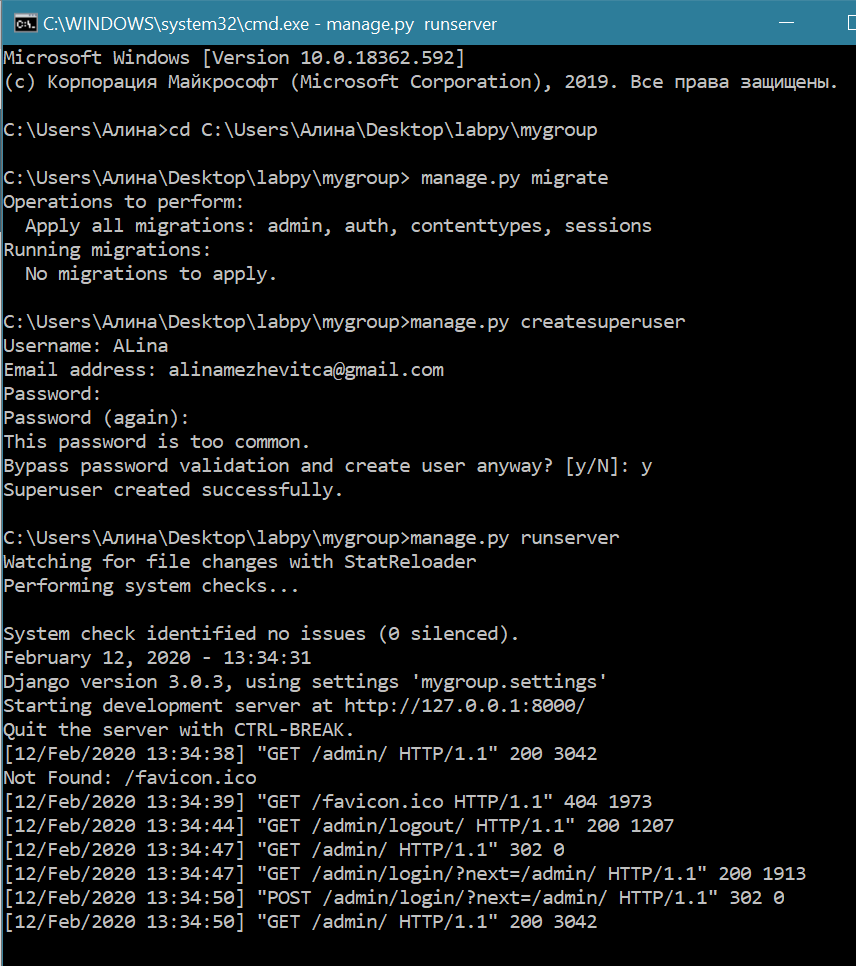 C:\WINDOWS\system32\cmd.exe - manage.py  runserver
Microsoft Windows [Version 10.0.18362.592]
(c) Корпорация Майкрософт (Microsoft Corporation), 2019. Все права защищены.
C:\Users\Алина>cd C:\Users\Алина\Desktop\labpy\mygroup
C:\Users\Алина\Desktop\labpy\mygroup> manage.py migrate
Operations to perform:
  Apply all migrations: admin, auth, contenttypes, sessions
Running migrations:
  No migrations to apply.
C:\Users\Алина\Desktop\labpy\mygroup>manage.py createsuperuser
Username: ALina
Email address: alinamezhevitca@gmail.com
Password:
Password (again):
This password is too common.
Bypass password validation and create user anyway? [y/N]: y
Superuser created successfully.
C:\Users\Алина\Desktop\labpy\mygroup>manage.py runserver
Watching for file changes with StatReloader
Performing system checks...
System check identified no issues (0 silenced).
February 12, 2020 - 13:34:31
Django version 3.0.3, using settings 'mygroup.settings'
Starting development server at http://127.0.0.1:8000/
Quit the server with CTRL-BREAK.
[12/Feb/2020 13:34:38] "GET /admin/ HTTP/1.1" 200 3042
Not Found: /favicon.ico
[12/Feb/2020 13:34:39] "GET /favicon.ico HTTP/1.1" 404 1973
[12/Feb/2020 13:34:44] "GET /admin/logout/ HTTP/1.1" 200 1207
[12/Feb/2020 13:34:47] "GET /admin/ HTTP/1.1" 302 0
[12/Feb/2020 13:34:47] "GET /admin/login/?next=/admin/ HTTP/1.1" 200 1913
[12/Feb/2020 13:34:50] "POST /admin/login/?next=/admin/ HTTP/1.1" 302 0
[12/Feb/2020 13:34:50] "GET /admin/ HTTP/1.1" 200 3042